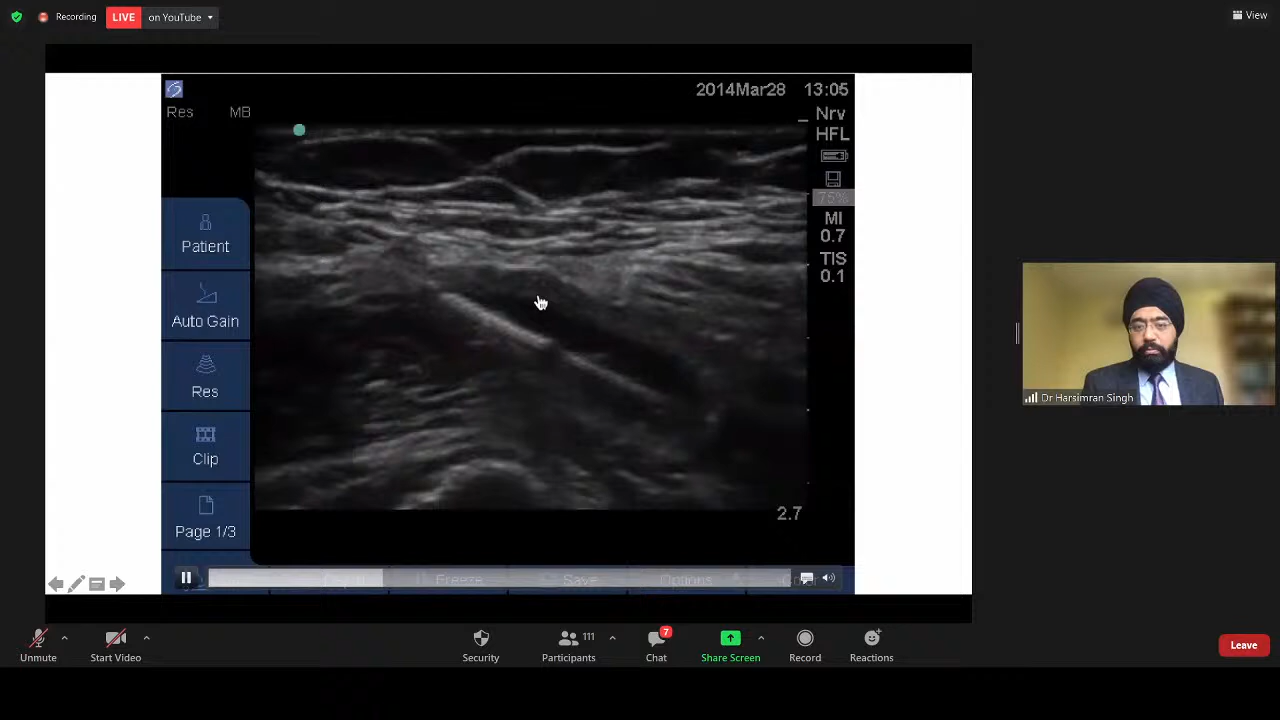 Recording
LIVE
on YouTube
View
2014Mar28 13:05
Res MB
Nrv
HFL
75%
MI
0.7
TIS
0.1
Patient
Auto Gain
Res
Clip
Page 1/3
2.7
Freeze
Save
Options
Dr Harsimran Singh
Unmute
Start Video
Security
Participants
111
Chat
7
Share Screen
Record
Reactions
Leave